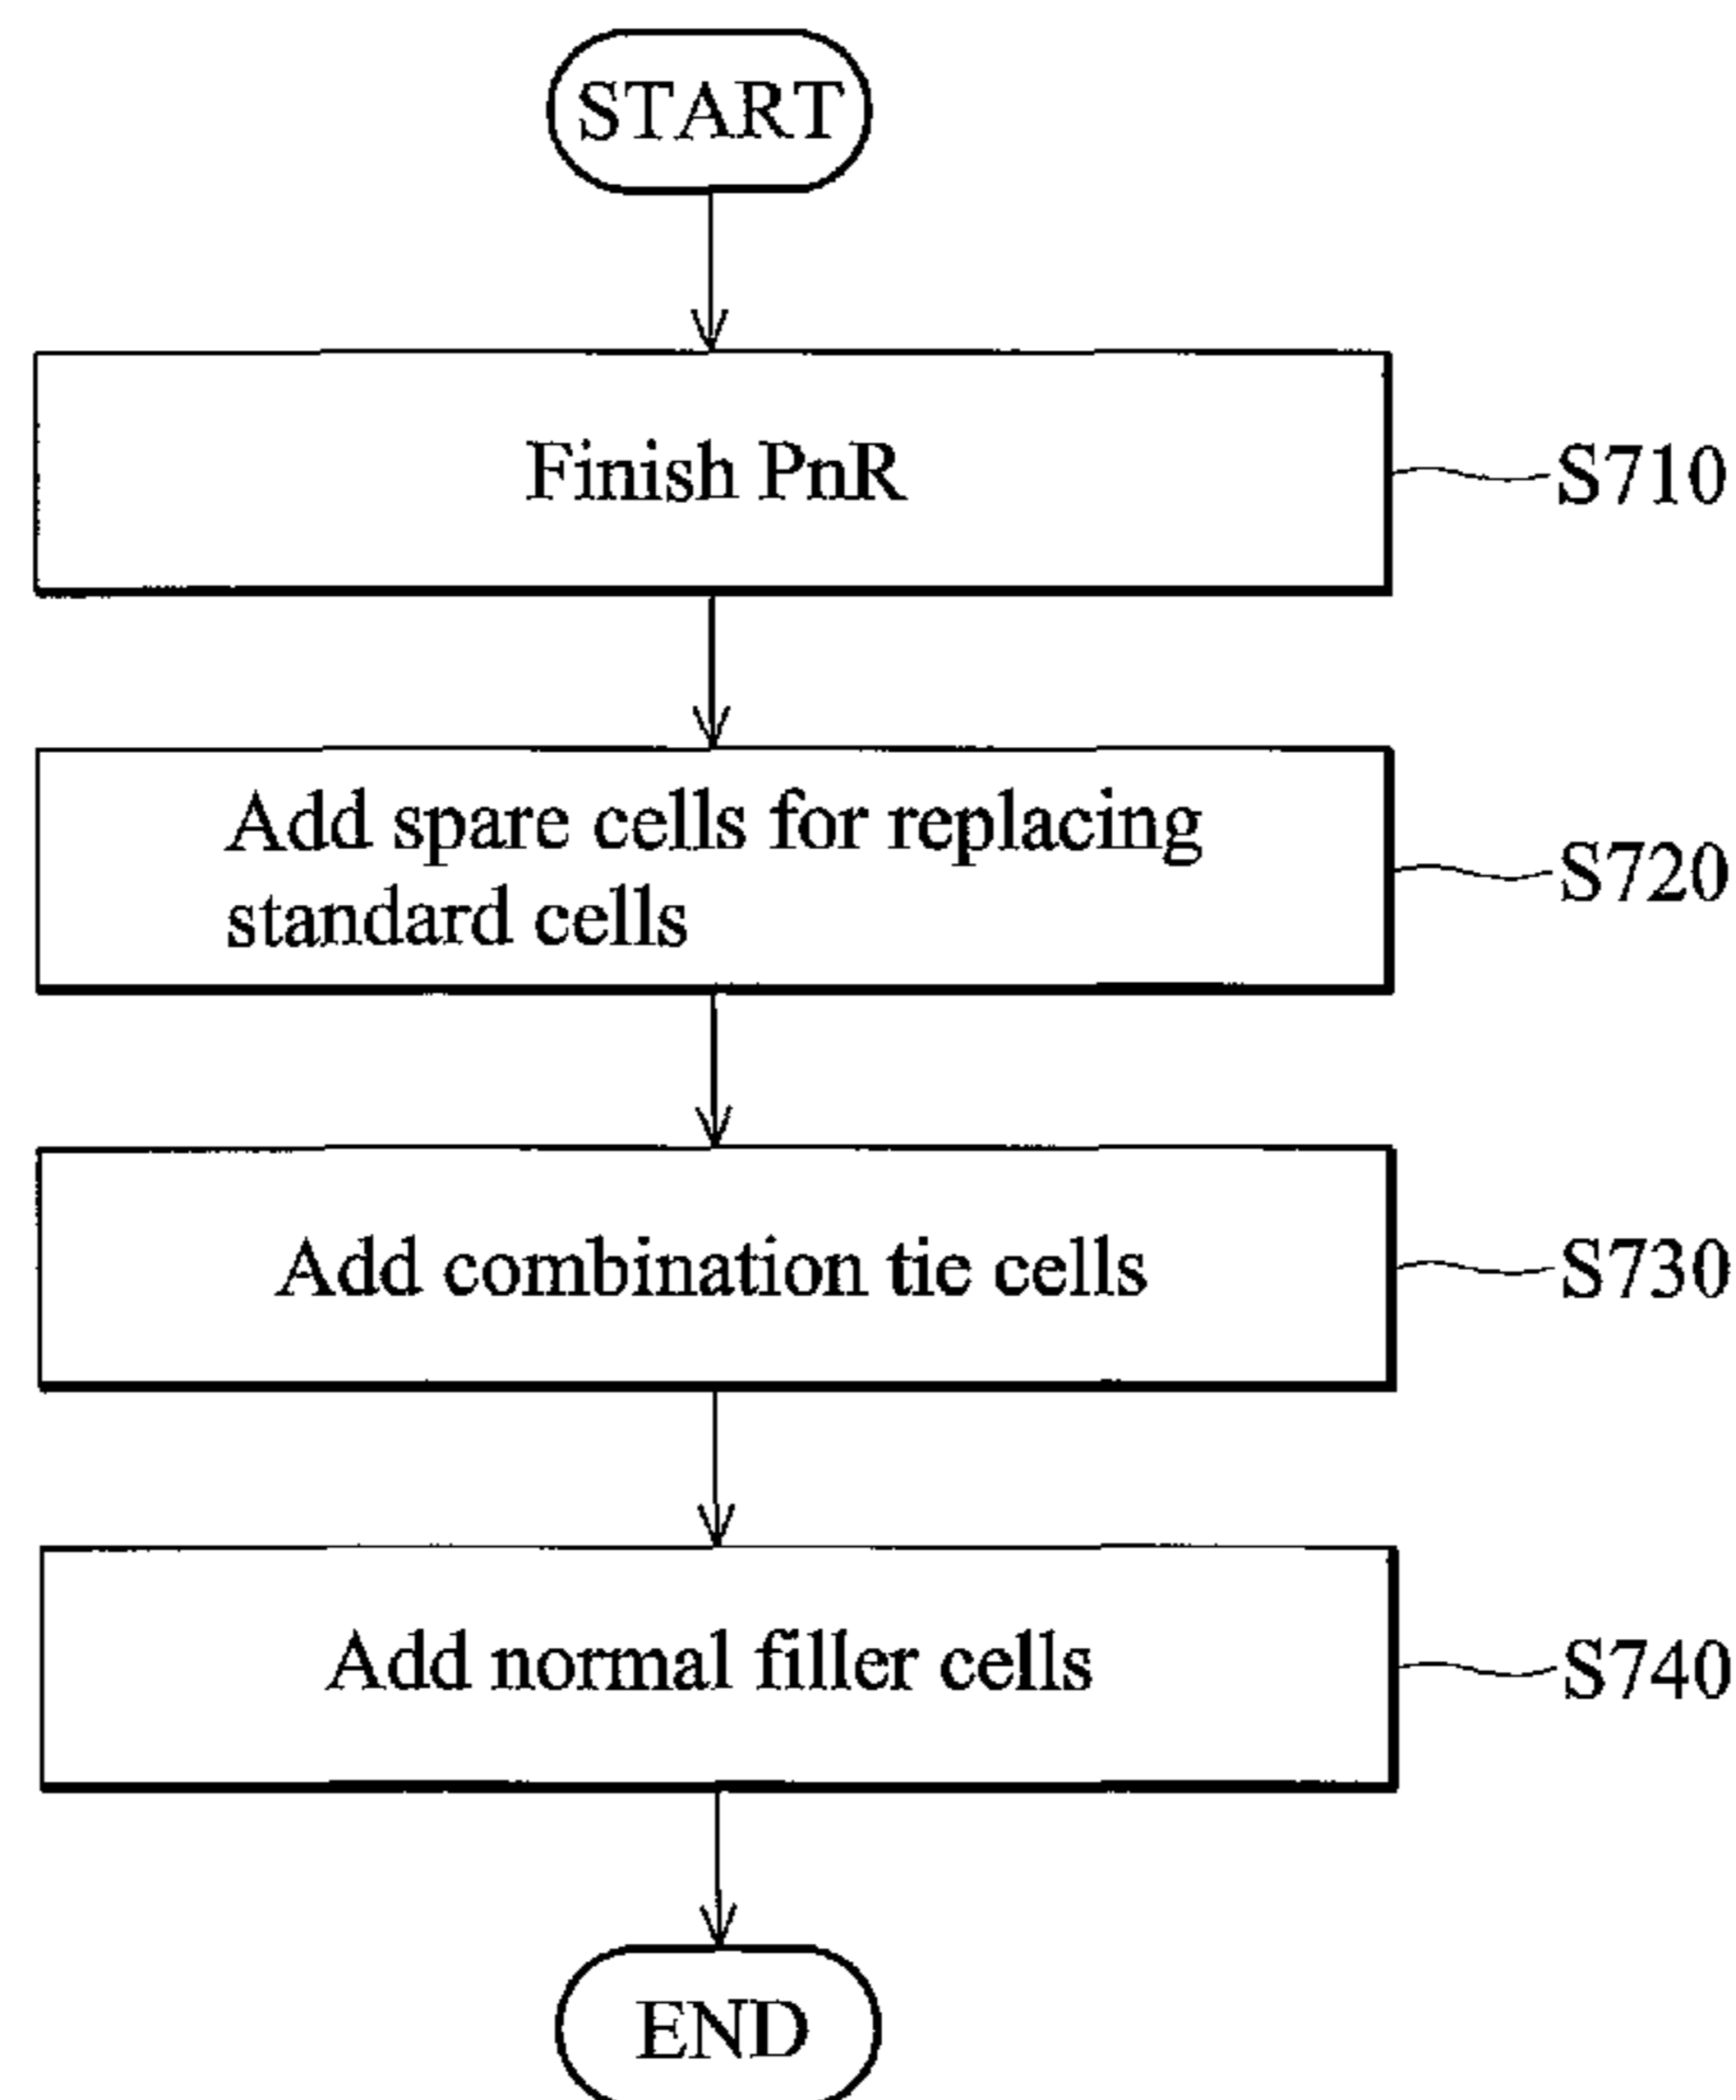 START
Finish PnR
S710
Add spare cells for replacing
standard cells
S720
Add combination tie cells
S730
Add normal filler cells
S740
END